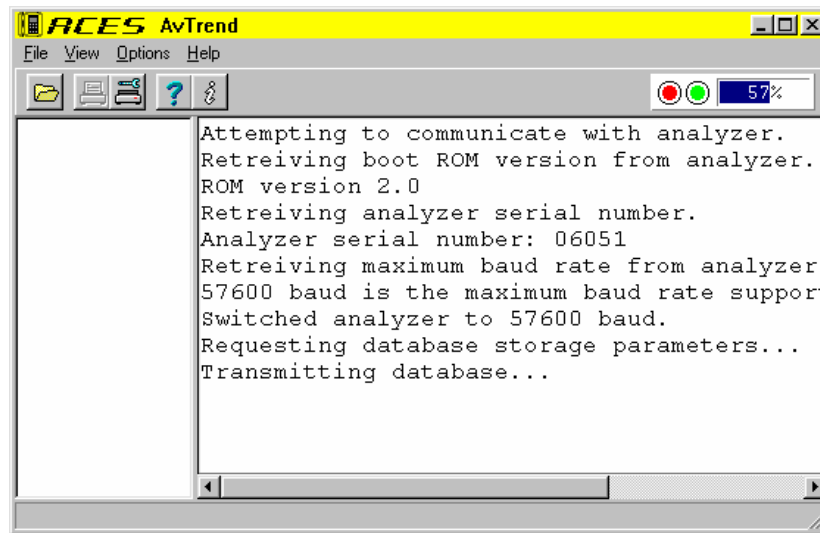 ACES AvTrend
File View Options Help
57%
Attempting to communicate with analyzer.
Retreiving boot ROM version from analyzer.
ROM version 2.0
Retreiving analyzer serial number.
Analyzer serial number: 06051
Retreiving maximum baud rate from analyzer
57600 baud is the maximum baud rate suppor
Switched analyzer to 57600 baud.
Requesting database storage parameters...
Transmitting database...